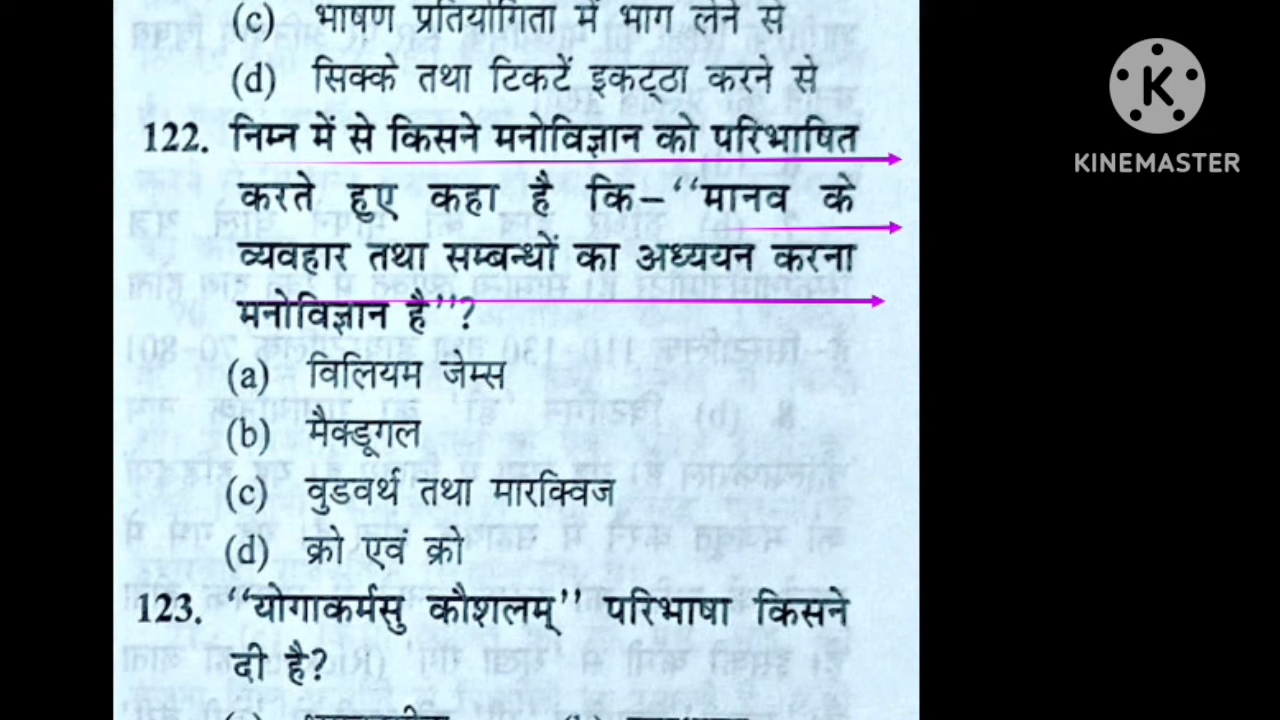 (c) भाषण प्रतियोगिता में भाग लेने से
(d) सिक्के तथा टिकटें इकट्ठा करने से
122. निम्न में से किसने मनोविज्ञान को परिभाषित
करते हुए कहा है कि–‘‘मानव के
व्यवहार तथा सम्बन्धों का अध्ययन करना
मनोविज्ञान है’’?
(a) विलियम जेम्स
(b) मैक्डूगल
(c) वुडवर्थ तथा मारक्विज
(d) क्रो एवं क्रो
123. ‘‘योगाकर्मसु कौशलम्’’ परिभाषा किसने
दी है?
K
KINEMASTER